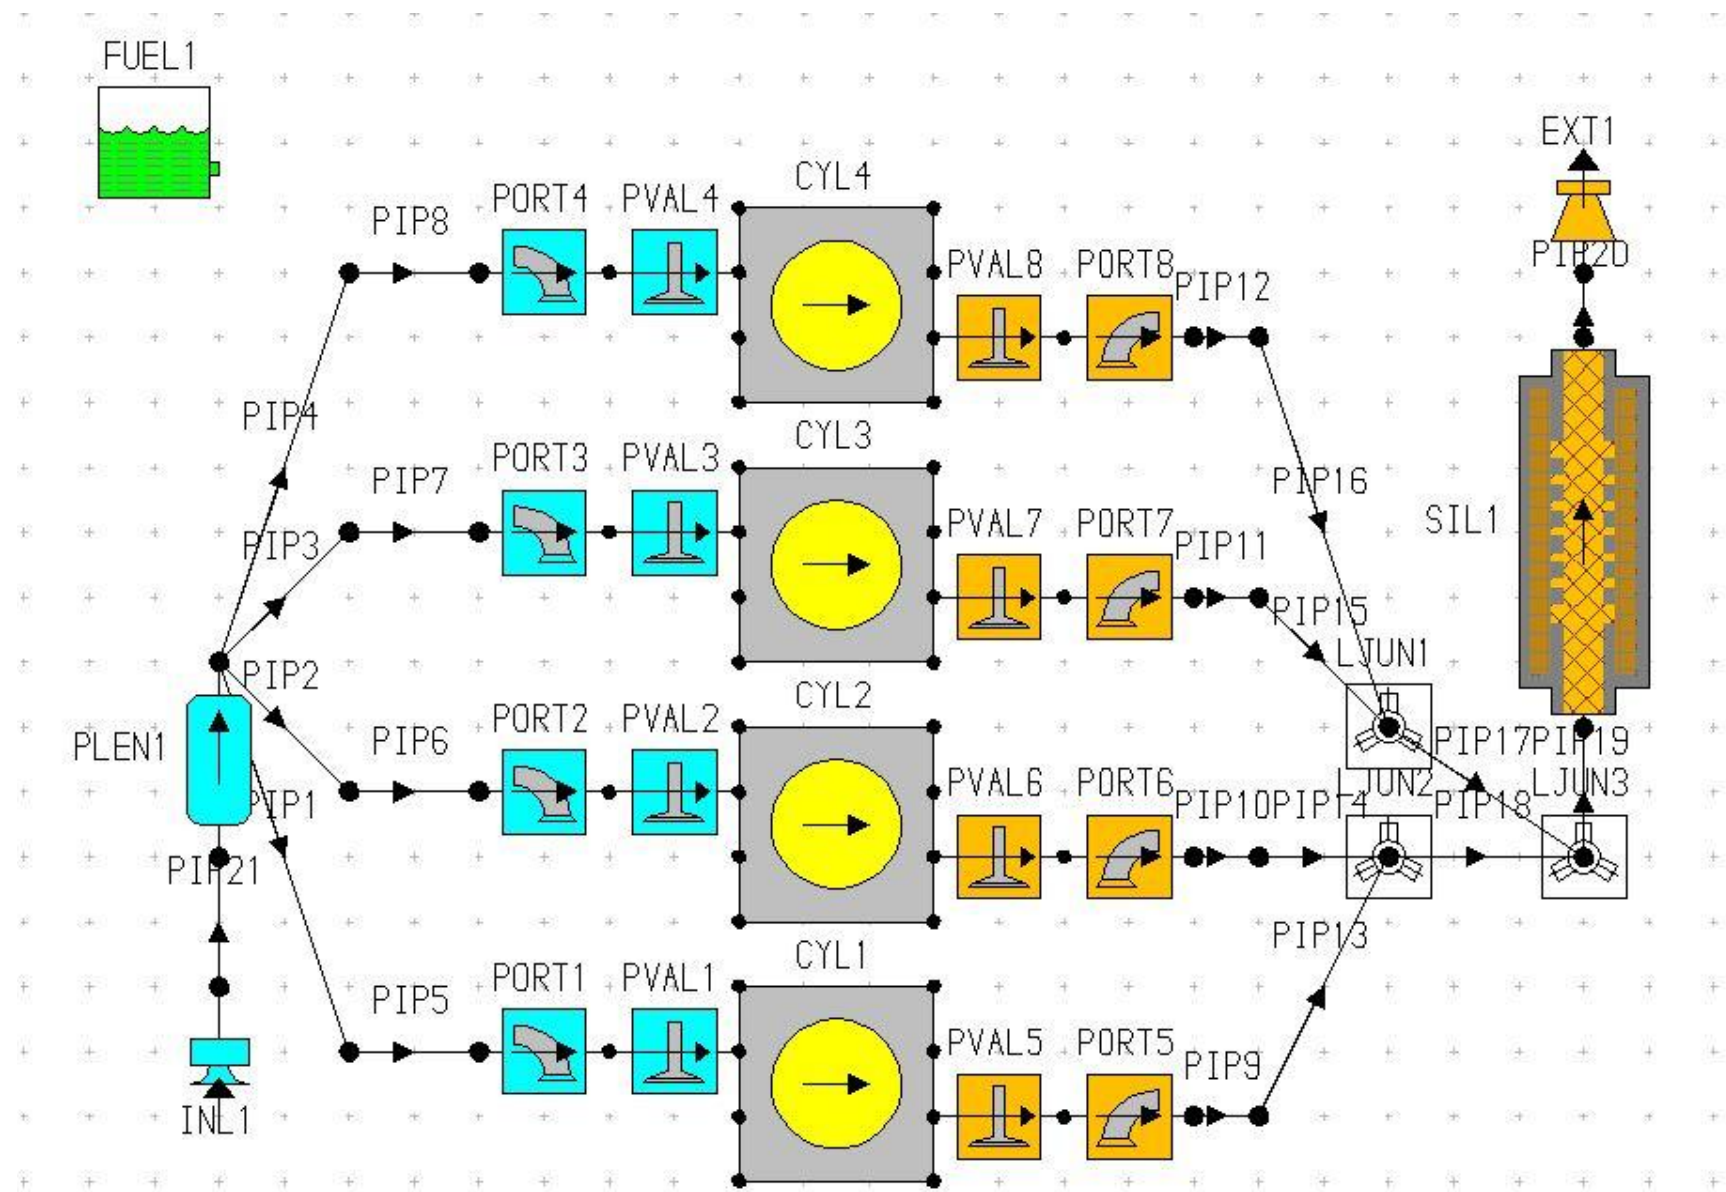 FUEL1
EXT1
CYL4
PORT4 PVAL4
PIP8
PIP20
PVAL8 PORT8
PIP12
PIP4
CYL3
PORT3 PVAL3
PIP7
PIP16
SIL1
PVAL7 PORT7
PIP11
PIP3
PIP15
LJUN1
PIP2
CYL2
PORT2 PVAL2
PIP6
PLEN1
PIP17 PIP19
PVAL6 PORT6
LJUN2 LJUN3
PIP1
PIP10 PIP14 PIP18
PIP21
PIP13
CYL1
PORT1 PVAL1
PIP5
PVAL5 PORT5
PIP9
INL1